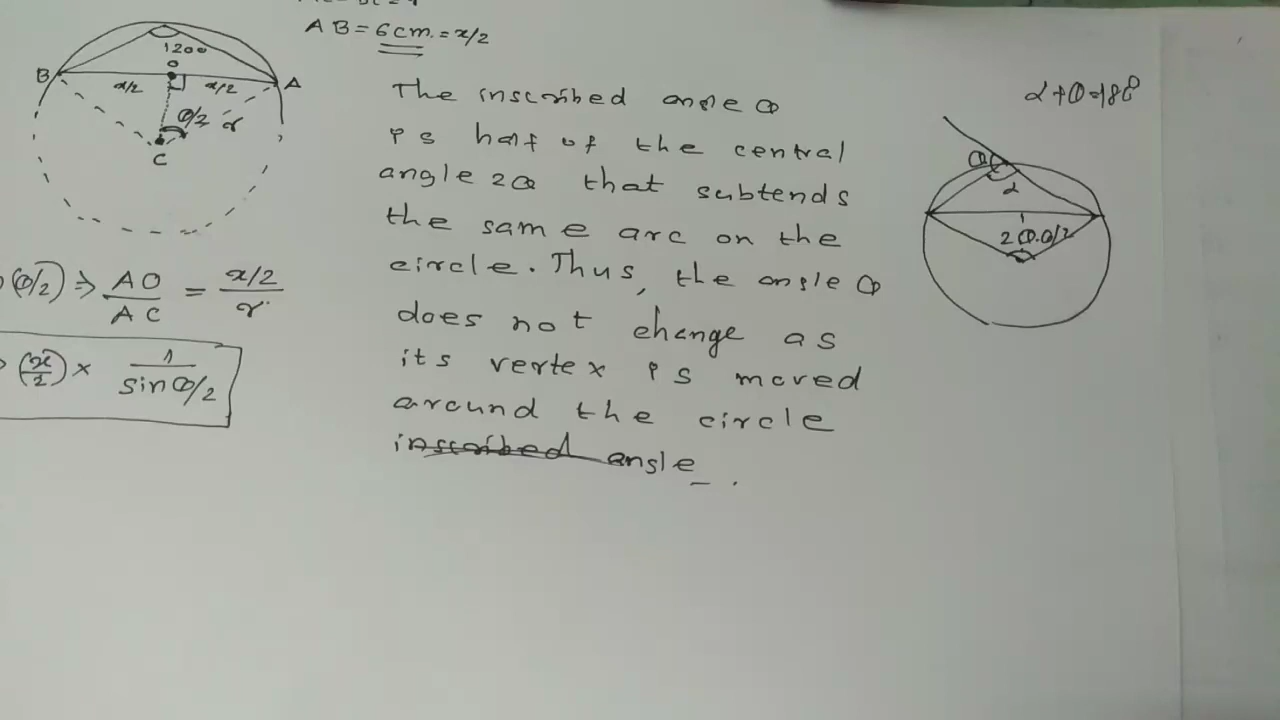 AB = 6cm. = x/2
120°
B
O
A
x/2
x/2
θ/2
r
C
(θ/2) ⇒ AO/AC = x/2 / r
(x/2) × 1 / sin θ/2
The inscribed angle θ
is half of the central
angle 2θ that subtends
the same arc on the
circle. Thus, the angle θ
does not change as
its vertex is moved
around the circle
inscribed angle
α + θ = 180
θ
α
2θ.θ/2